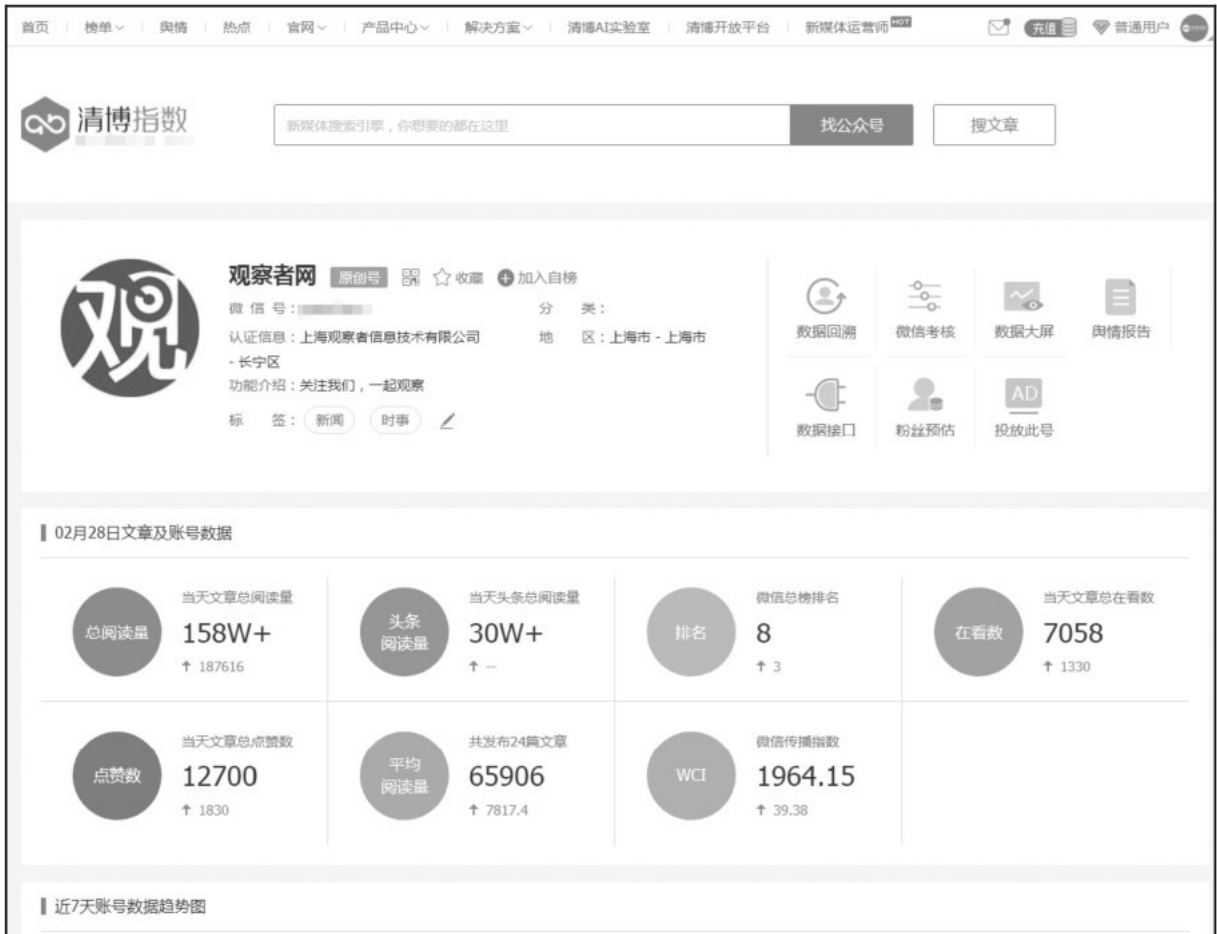 首页 榜单 舆情 热点 官网 产品中心 解决方案 清博AI实验室 清博开放平台 新媒体运营师 HOT 充值 普通用户
清博指数
新媒体搜索引擎，你想要的都在这里 找公众号 搜文章
观
观察者网 原创号 收藏 加入自榜
微信号： 分类：
认证信息：上海观察者信息技术有限公司 地区：上海市 - 上海市
- 长宁区
功能介绍：关注我们，一起观察
标签： 新闻 时事
数据回溯 微信考核 数据大屏 舆情报告
AD
数据接口 粉丝预估 投放此号
02月28日文章及账号数据
总阅读量
当天文章总阅读量
158W+
↑ 187616
头条
阅读量
当天头条总阅读量
30W+
↑ --
排名
微信总榜排名
8
↑ 3
在看数
当天文章总在看数
7058
↑ 1330
点赞数
当天文章总点赞数
12700
↑ 1830
平均
阅读量
共发布24篇文章
65906
↑ 7817.4
WCI
微信传播指数
1964.15
↑ 39.38
近7天账号数据趋势图